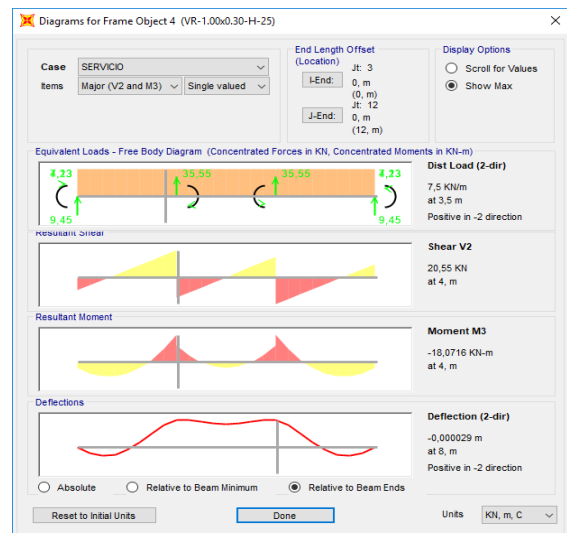 Diagrams for Frame Object 4 (VR-1.00x0.30-H-25)
Case SERVICIO
Items Major (V2 and M3) Single valued
End Length Offset
(Location)
Jt: 3
I-End: 0, m
(0, m)
Jt: 12
J-End: 0, m
(12, m)
Display Options
Scroll for Values
Show Max
Equivalent Loads - Free Body Diagram (Concentrated Forces in KN, Concentrated Moments in KN-m)
35,55 35,55
9,45 9,45
Dist Load (2-dir)
7,5 KN/m
at 3,5 m
Positive in -2 direction
Resultant Shear
Shear V2
20,55 KN
at 4, m
Resultant Moment
Moment M3
-18,0716 KN-m
at 4, m
Deflections
Deflection (2-dir)
-0,000029 m
at 8, m
Positive in -2 direction
Absolute Relative to Beam Minimum Relative to Beam Ends
Reset to Initial Units Done Units KN, m, C